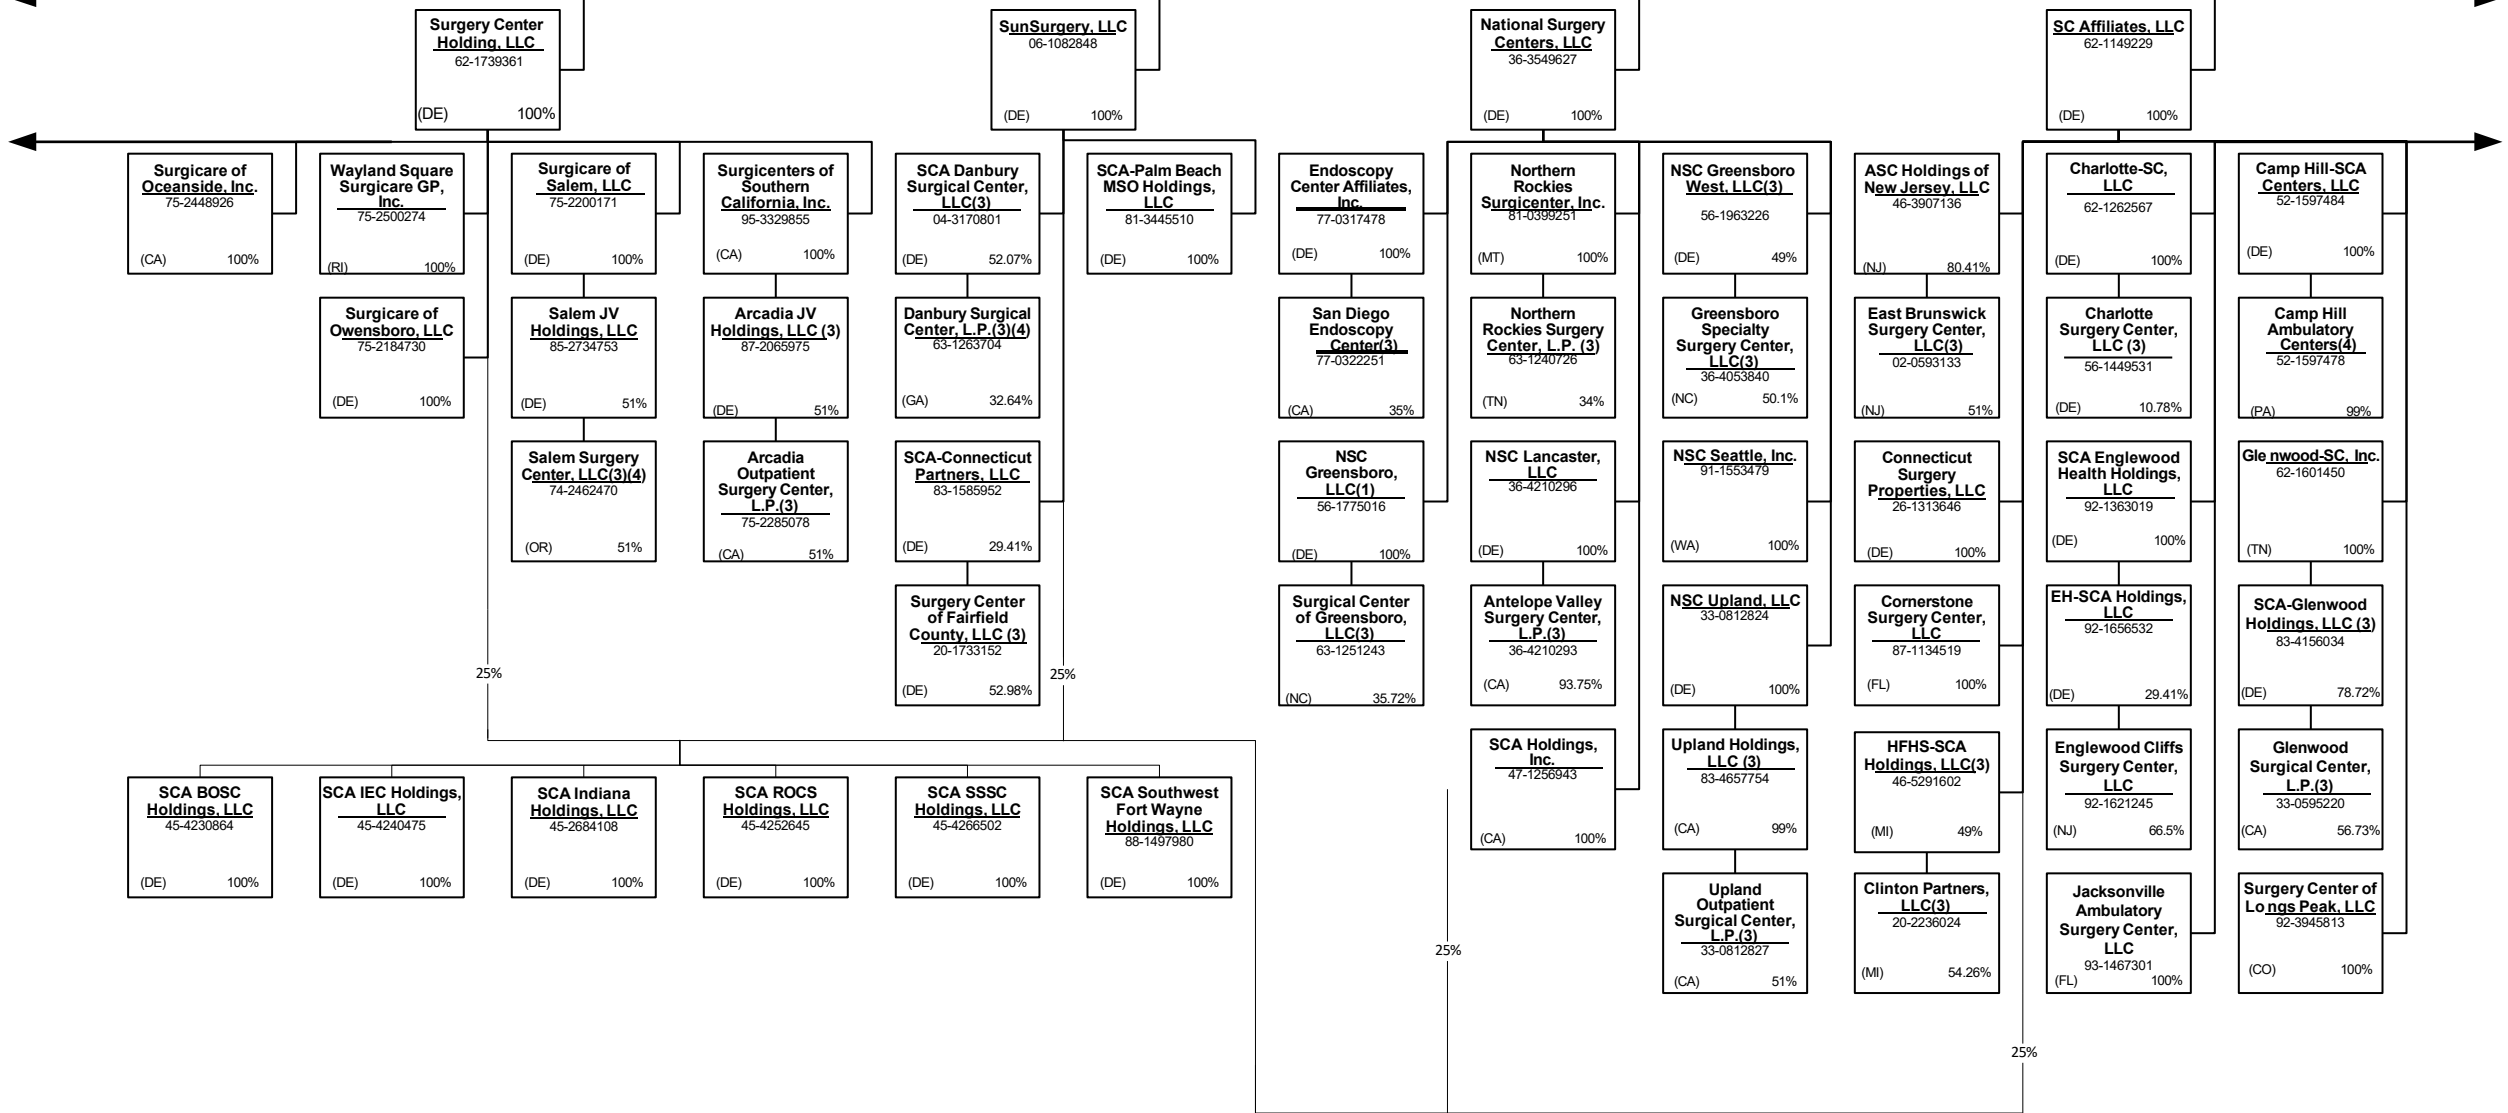 Surgery Center
Holding, LLC
62-1739361
(DE) 100%
SunSurgery, LLC
06-1082848
(DE) 100%
National Surgery
Centers, LLC
36-3549627
(DE) 100%
SC Affiliates, LLC
62-1149229
(DE) 100%
Surgicare of
Oceanside, Inc.
75-2448926
(CA) 100%
Wayland Square
Surgicare GP,
Inc.
75-2500274
(RI) 100%
Surgicare of
Salem, LLC
75-2200171
(DE) 100%
Surgicenters of
Southern
California, Inc.
95-3329855
(CA) 100%
SCA Danbury
Surgical Center,
LLC(3)
04-3170801
(DE) 52.07%
SCA-Palm Beach
MSO Holdings,
LLC
81-3445510
(DE) 100%
Endoscopy
Center Affiliates,
Inc.
77-0317478
(DE) 100%
Northern
Rockies
Surgicenter, Inc.
81-0399251
(MT) 100%
NSC Greensboro
West, LLC(3)
56-1963226
(DE) 49%
ASC Holdings of
New Jersey, LLC
46-3907136
(NJ) 80.41%
Charlotte-SC,
LLC
62-1262567
(DE) 100%
Camp Hill-SCA
Centers, LLC
52-1597484
(DE) 100%
Surgicare of
Owensboro, LLC
75-2184730
(DE) 100%
Salem JV
Holdings, LLC
85-2734753
(DE) 51%
Arcadia JV
Holdings, LLC (3)
87-2065975
(DE) 51%
Danbury Surgical
Center, L.P.(3)(4)
63-1263704
(GA) 32.64%
San Diego
Endoscopy
Center(3)
77-0322251
(CA) 35%
Northern
Rockies Surgery
Center, L.P. (3)
63-1240726
(TN) 34%
Greensboro
Specialty
Surgery Center,
LLC(3)
36-4053840
(NC) 50.1%
East Brunswick
Surgery Center,
LLC(3)
02-0593133
(NJ) 51%
Charlotte
Surgery Center,
LLC (3)
56-1449531
(DE) 10.78%
Camp Hill
Ambulatory
Centers(4)
52-1597478
(PA) 99%
Salem Surgery
Center, LLC(3)(4)
74-2462470
(OR) 51%
Arcadia
Outpatient
Surgery Center,
L.P.(3)
75-2285078
(CA) 51%
SCA-Connecticut
Partners, LLC
83-1585952
(DE) 29.41%
NSC
Greensboro,
LLC(1)
56-1775016
(DE) 100%
NSC Lancaster,
LLC
36-4210296
(DE) 100%
NSC Seattle, Inc.
91-1553479
(WA) 100%
Connecticut
Surgery
Properties, LLC
26-1313646
(DE) 100%
SCA Englewood
Health Holdings,
LLC
92-1363019
(DE) 100%
Glenwood-SC, Inc.
62-1601450
(TN) 100%
Surgery Center
of Fairfield
County, LLC (3)
20-1733152
(DE) 52.98%
Surgical Center
of Greensboro,
LLC(3)
63-1251243
(NC) 35.72%
Antelope Valley
Surgery Center,
L.P.(3)
36-4210293
(CA) 93.75%
NSC Upland, LLC
33-0812824
(DE) 100%
Cornerstone
Surgery Center,
LLC
87-1134519
(FL) 100%
EH-SCA Holdings,
LLC
92-1656532
(DE) 29.41%
SCA-Glenwood
Holdings, LLC (3)
83-4156034
(DE) 78.72%
25%
25%
SCA Holdings,
Inc.
47-1256943
(CA) 100%
Upland Holdings,
LLC (3)
83-4657754
(CA) 99%
HFHS-SCA
Holdings, LLC(3)
46-5291602
(MI) 49%
Englewood Cliffs
Surgery Center,
LLC
92-1621245
(NJ) 66.5%
Glenwood
Surgical Center,
L.P.(3)
33-0595220
(CA) 56.73%
SCA BOSC
Holdings, LLC
45-4230864
(DE) 100%
SCA IEC Holdings,
LLC
45-4240475
(DE) 100%
SCA Indiana
Holdings, LLC
45-2684108
(DE) 100%
SCA ROCS
Holdings, LLC
45-4252645
(DE) 100%
SCA SSSC
Holdings, LLC
45-4266502
(DE) 100%
SCA Southwest
Fort Wayne
Holdings, LLC
88-1497980
(DE) 100%
Upland
Outpatient
Surgical Center,
L.P.(3)
33-0812827
(CA) 51%
Clinton Partners,
LLC(3)
20-2236024
(MI) 54.26%
Jacksonville
Ambulatory
Surgery Center,
LLC
93-1467301
(FL) 100%
Surgery Center of
Longs Peak, LLC
92-3945813
(CO) 100%
25%
25%